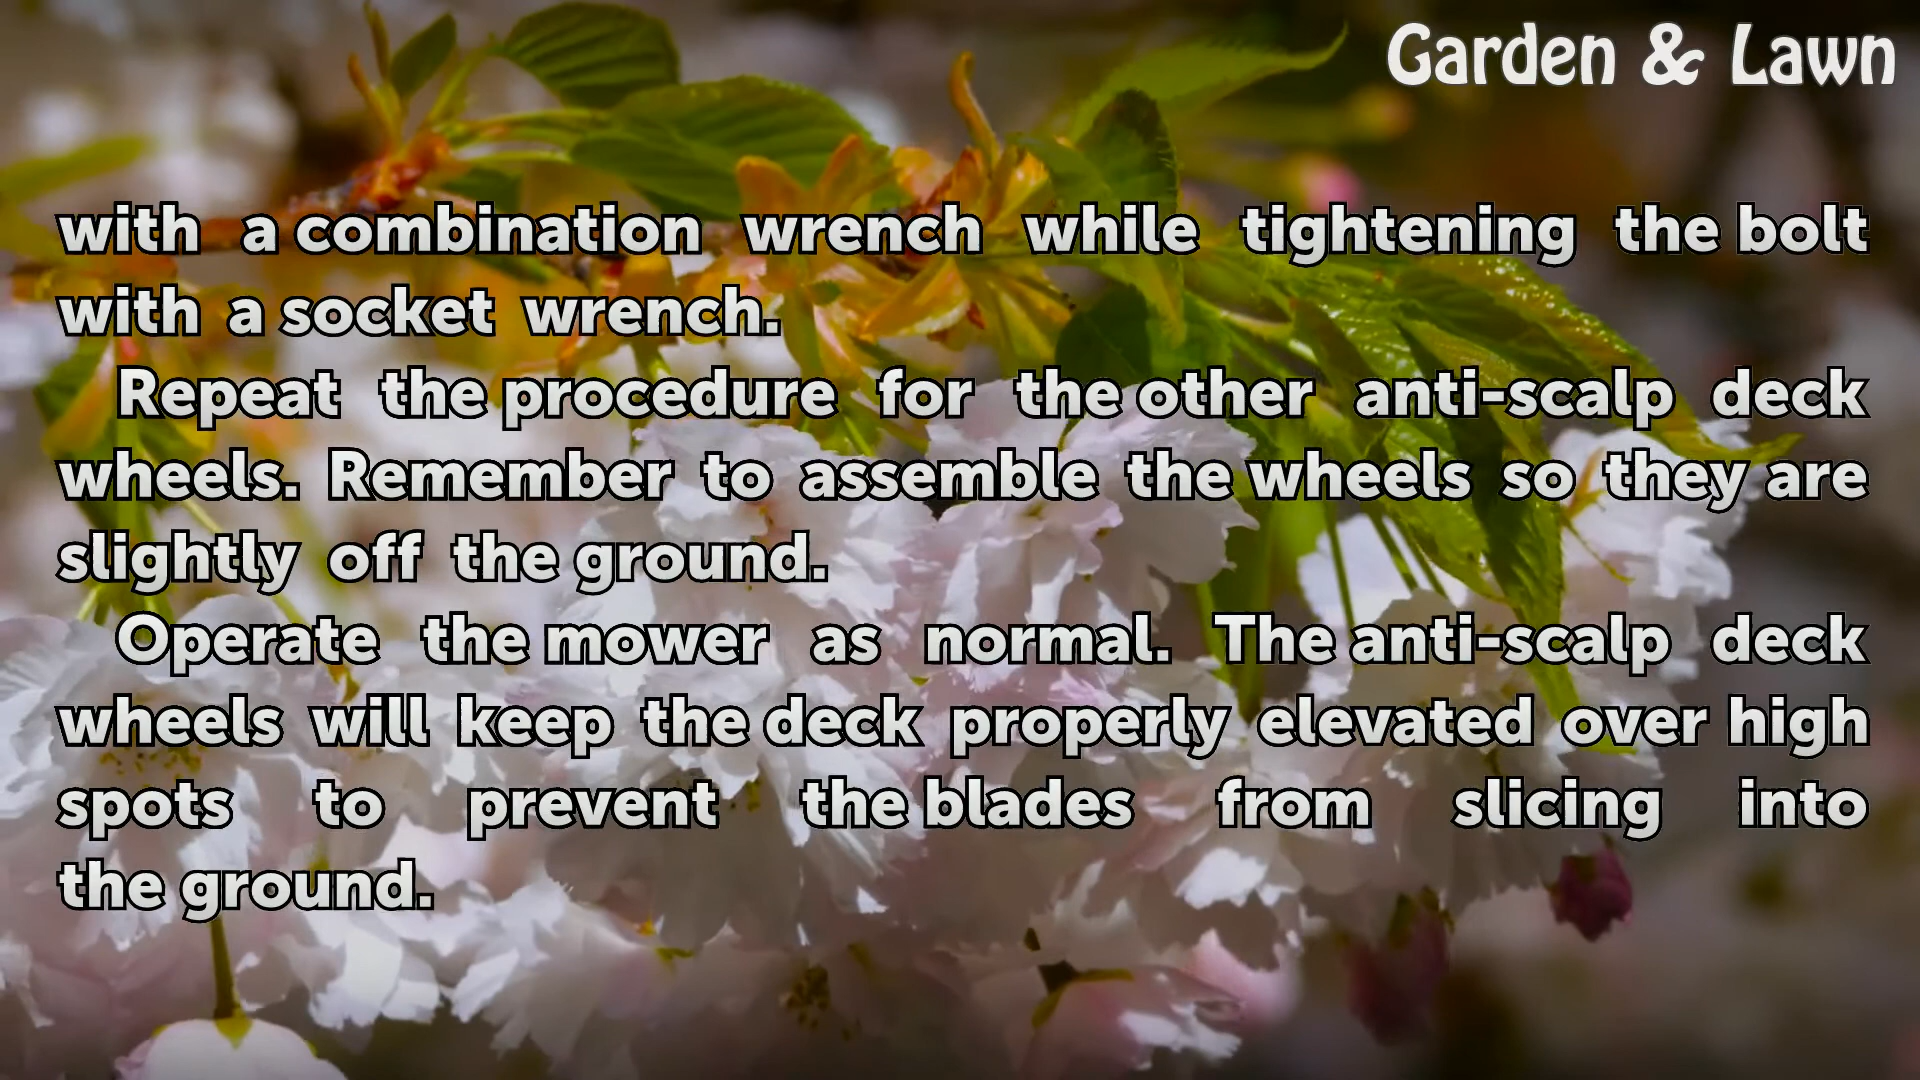 Garden & Lawn
with a combination wrench while tightening the bolt
with a socket wrench.
Repeat the procedure for the other anti-scalp deck
wheels. Remember to assemble the wheels so they are
slightly off the ground.
Operate the mower as normal. The anti-scalp deck
wheels will keep the deck properly elevated over high
spots to prevent the blades from slicing into
the ground.